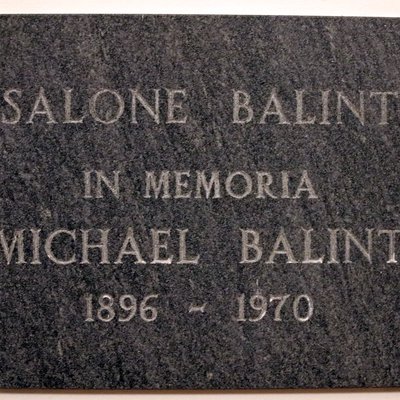 SALONE BALINT
IN MEMORIA
MICHAEL BALINT
1896 - 1970